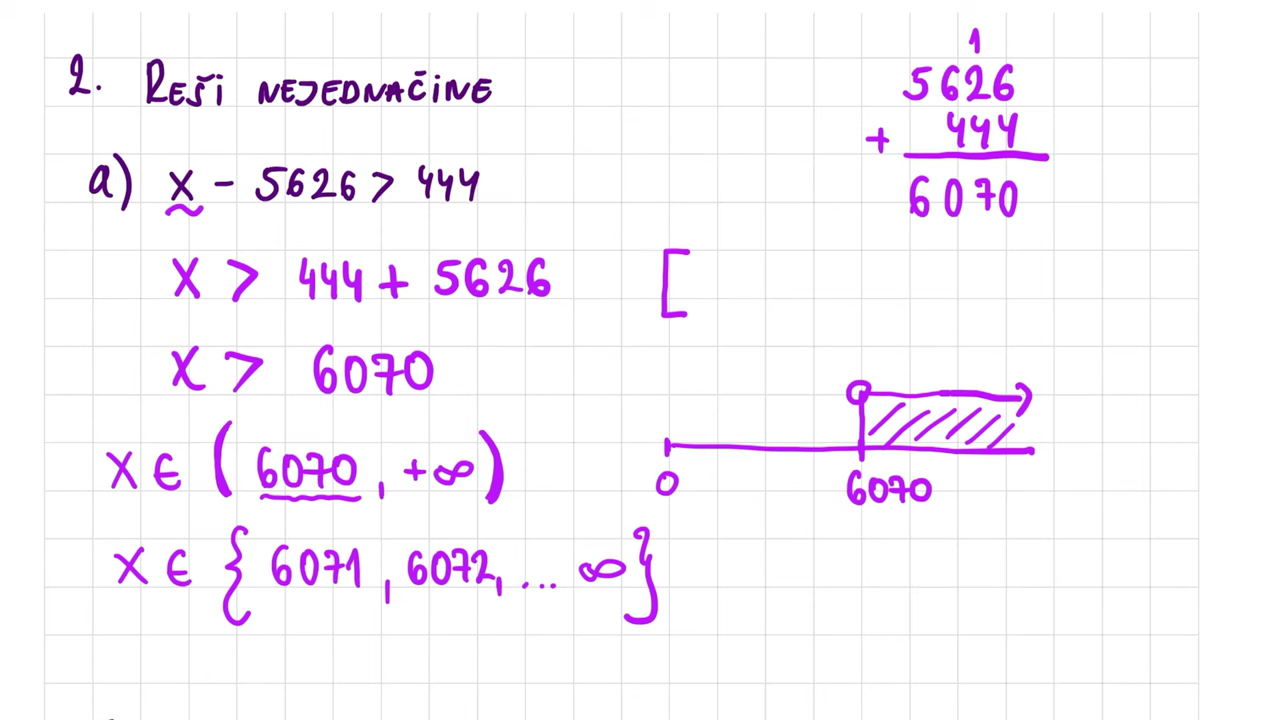 2. REŠI NEJEDNAČINE
a) x - 5626 > 444
x > 444 + 5626 [
x > 6070
x ∈ (6070, +∞)
x ∈ {6071, 6072, ... ∞}
1
5626
+ 444
6070
0 6070